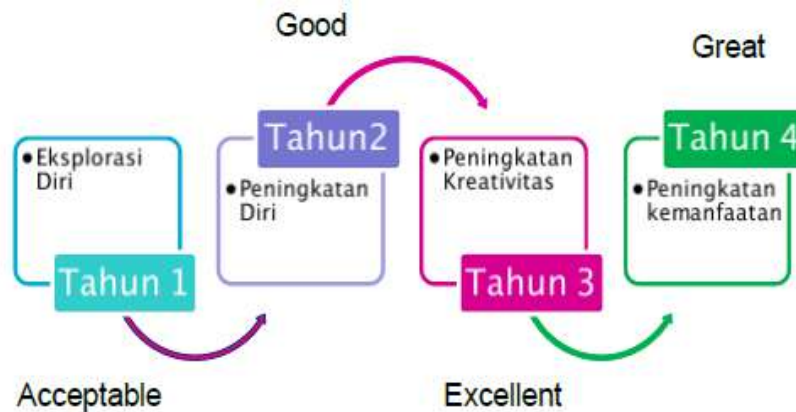 Good
Great
• Eksplorasi
Diri
Tahun 1
Acceptable
Tahun2
• Peningkatan
Diri
• Peningkatan
Kreativitas
Tahun 3
Excellent
Tahun 4
• Peningkatan
kemanfaatan